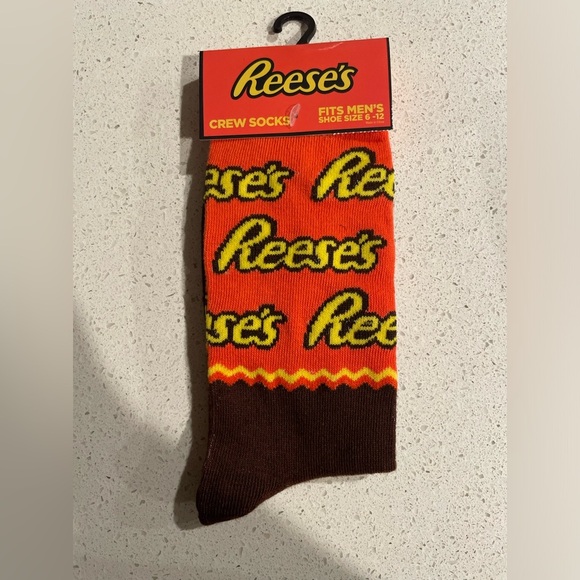 Reese's
CREW SOCKS
FITS MEN'S
SHOE SIZE 6 -12
ese's Ree
Reese's
ese's Reese